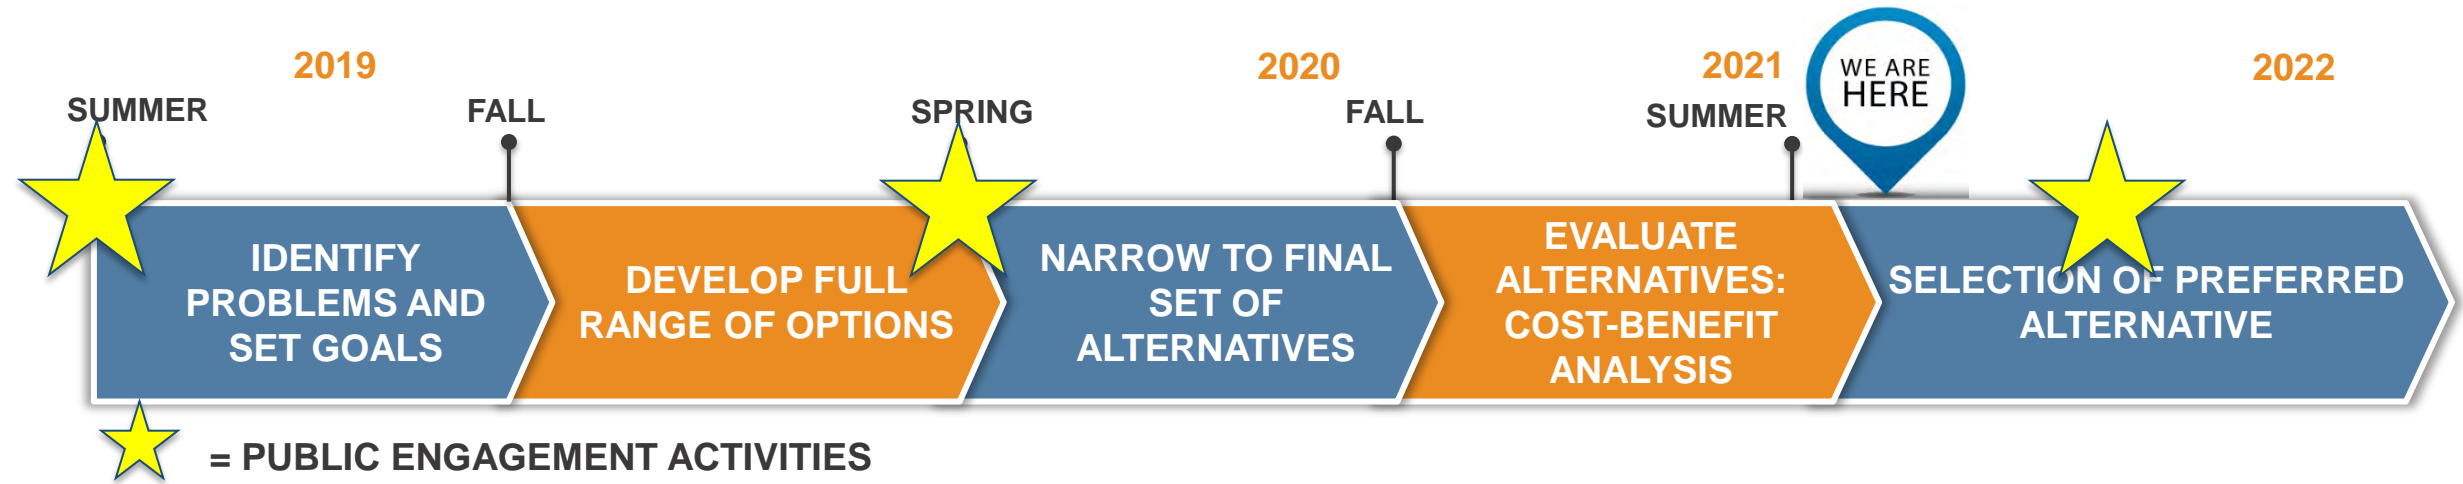 2019
2020
2021
2022
SUMMER
FALL
SPRING
FALL
SUMMER
WE ARE
HERE
IDENTIFY
PROBLEMS AND
SET GOALS
DEVELOP FULL
RANGE OF OPTIONS
NARROW TO FINAL
SET OF
ALTERNATIVES
EVALUATE
ALTERNATIVES:
COST-BENEFIT
ANALYSIS
SELECTION OF PREFERRED
ALTERNATIVE
= PUBLIC ENGAGEMENT ACTIVITIES